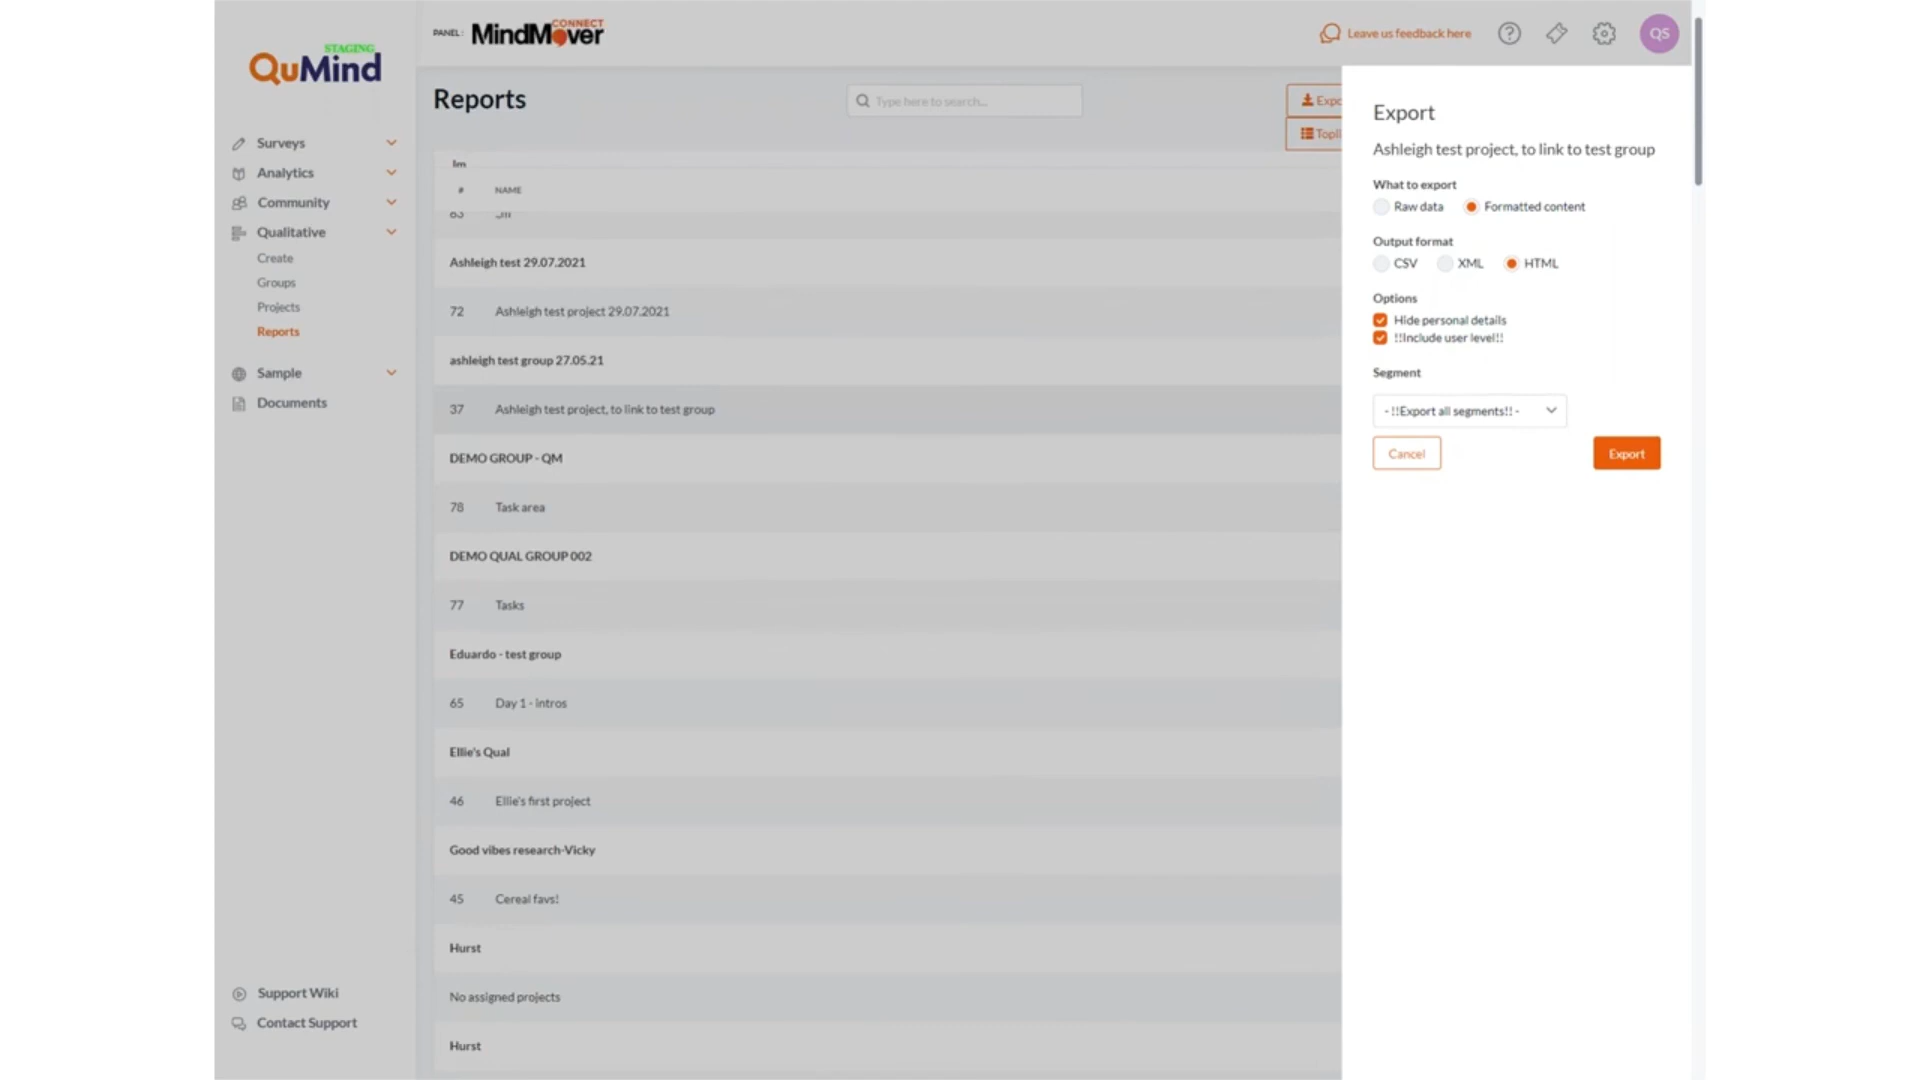 STAGING
QuMind
Surveys
Analytics
Community
Qualitative
Create
Groups
Projects
Reports
Sample
Documents
Support Wiki
Contact Support
PANEL: MindMover CONNECT
Leave us feedback here
QS
Reports
Type here to search...
Expo
Topli
# NAME
Ashleigh test 29.07.2021
72 Ashleigh test project 29.07.2021
ashleigh test group 27.05.21
37 Ashleigh test project, to link to test group
DEMO GROUP - QM
78 Task area
DEMO QUAL GROUP 002
77 Tasks
Eduardo - test group
65 Day 1 - intros
Ellie's Qual
46 Ellie's first project
Good vibes research-Vicky
45 Cereal favs!
Hurst
No assigned projects
Hurst
Export
Ashleigh test project, to link to test group
What to export
Raw data Formatted content
Output format
CSV XML HTML
Options
Hide personal details
!!Include user level!!
Segment
- !!Export all segments!! -
Cancel Export